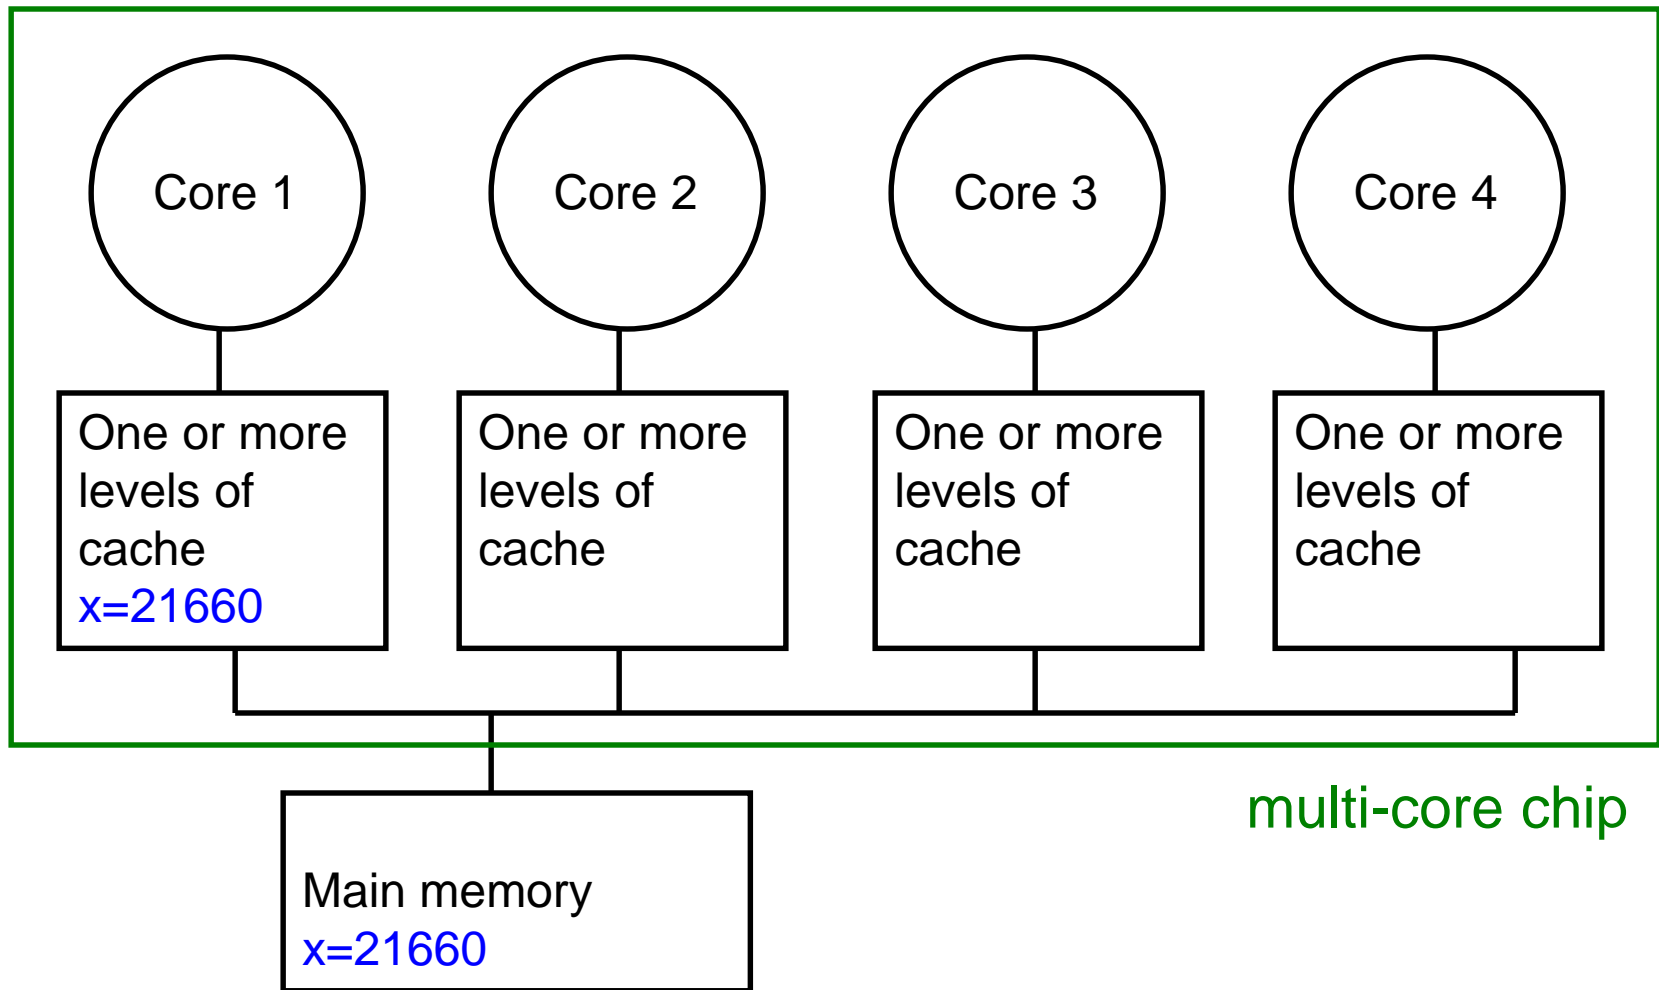 Core 1
Core 2
Core 3
Core 4
One or more
levels of
cache
x=21660
One or more
levels of
cache
One or more
levels of
cache
One or more
levels of
cache
multi-core chip
Main memory
x=21660